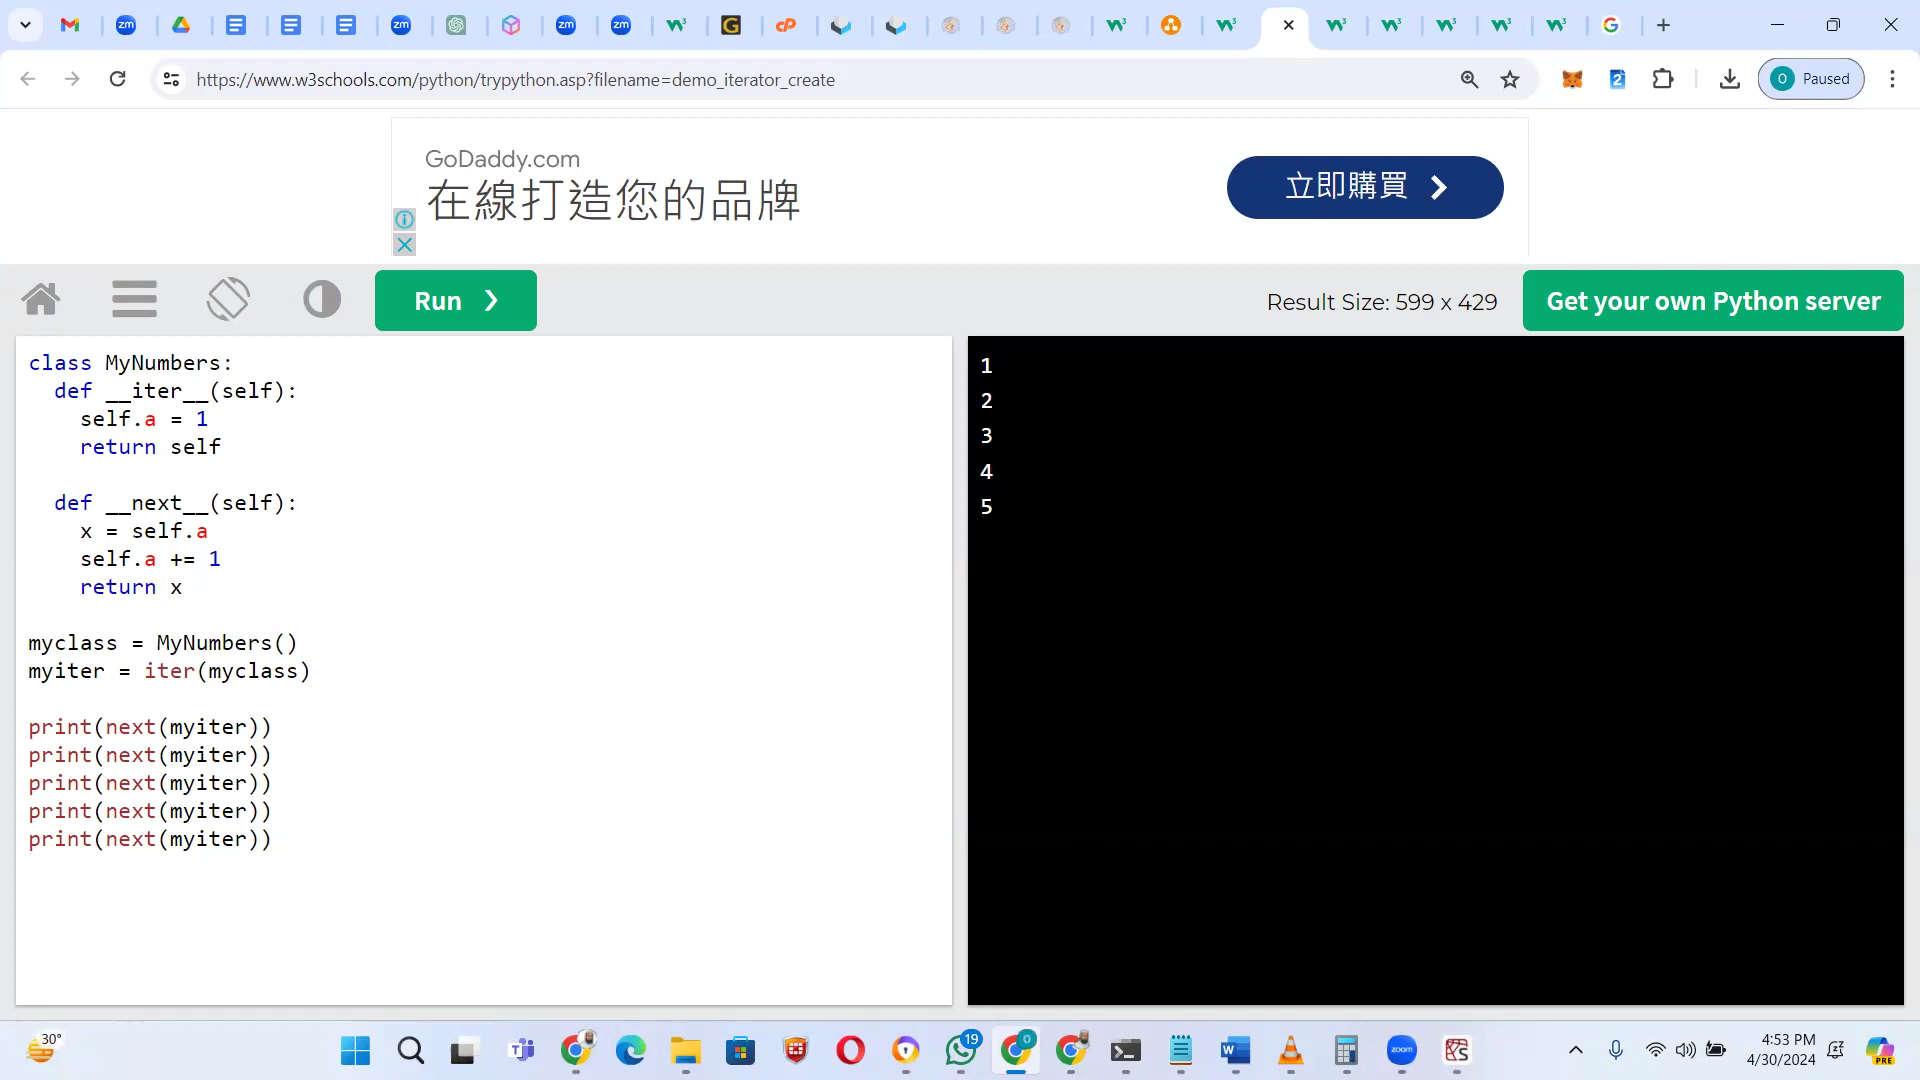 https://www.w3schools.com/python/trypython.asp?filename=demo_iterator_create
2
O Paused
GoDaddy.com
在線打造您的品牌
立即購買
Run ❯
Result Size: 599 x 429
Get your own Python server
class MyNumbers:
def __iter__(self):
self.a = 1
return self
def __next__(self):
x = self.a
self.a += 1
return x
myclass = MyNumbers()
myiter = iter(myclass)
print(next(myiter))
print(next(myiter))
print(next(myiter))
print(next(myiter))
print(next(myiter))
1
2
3
4
5
30°
19
zoom
4:53 PM
4/30/2024
PRE